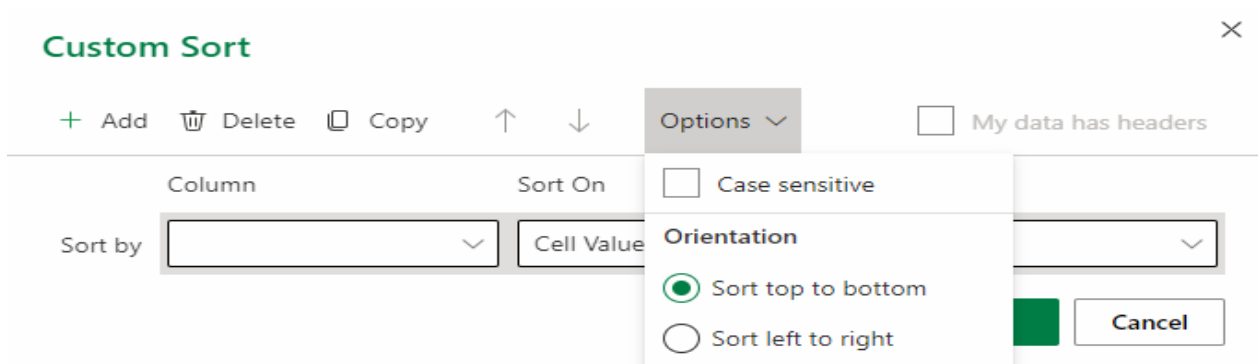 Custom Sort
+ Add Delete Copy ↑ ↓ Options My data has headers
Column Sort On Case sensitive
Sort by Cell Value Orientation
Sort top to bottom
Sort left to right Cancel